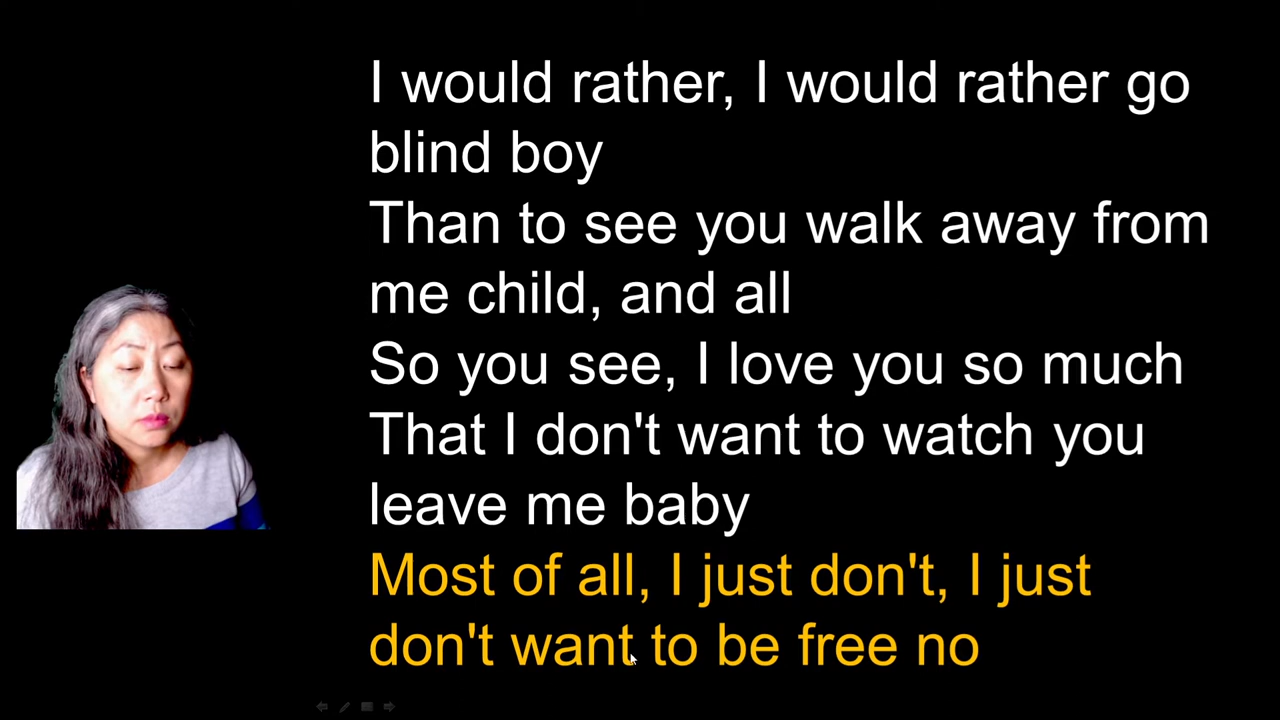 I would rather, I would rather go
blind boy
Than to see you walk away from
me child, and all
So you see, I love you so much
That I don't want to watch you
leave me baby
Most of all, I just don't, I just
don't want to be free no